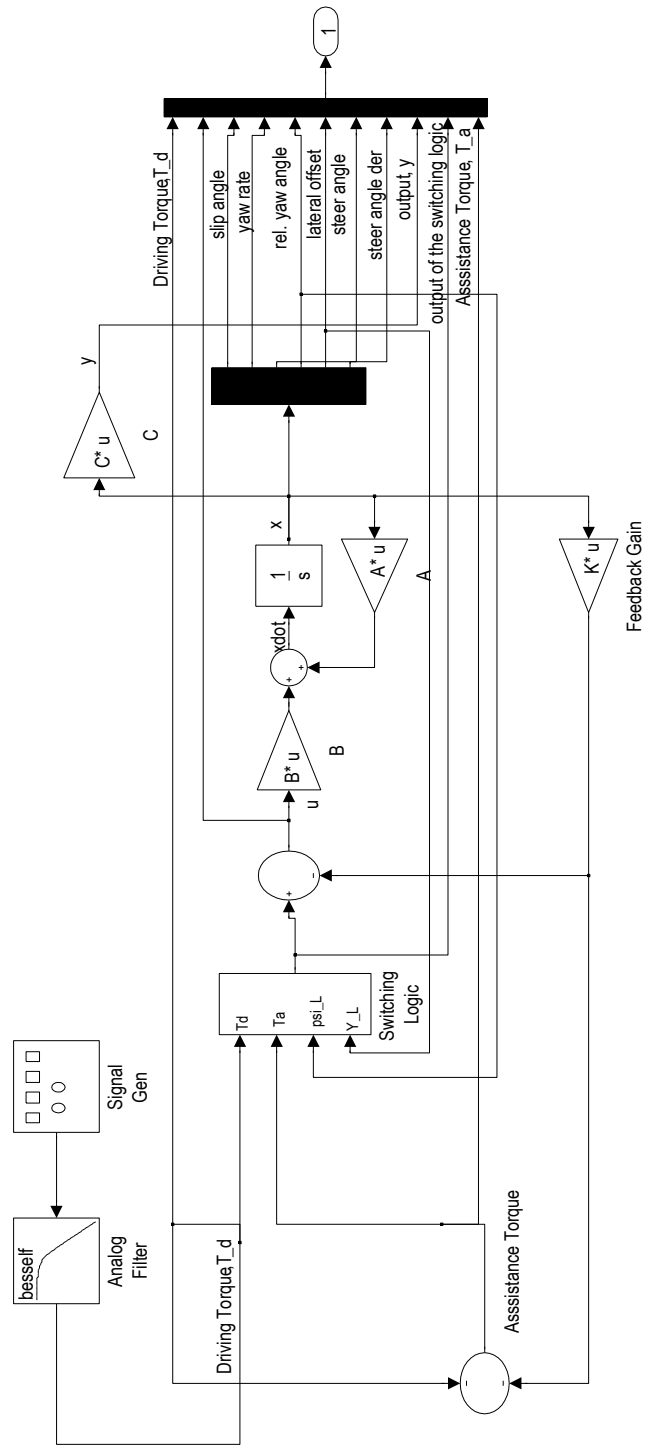 1
Driving Torque,T_d
slip angle
yaw rate
rel. yaw angle
lateral offset
steer angle
steer angle der
output, y
output of the switching logic
Asssistance Torque, T_a
y
C* u
C
x
1
s
xdot
+
+
A* u
A
B* u
B
u
K* u
Feedback Gain
+
-
Td
Ta
psi_L
Y_L
Switching
Logic
Signal
Gen
besself
Analog
Filter
Driving Torque,T_d
Asssistance Torque
-
-